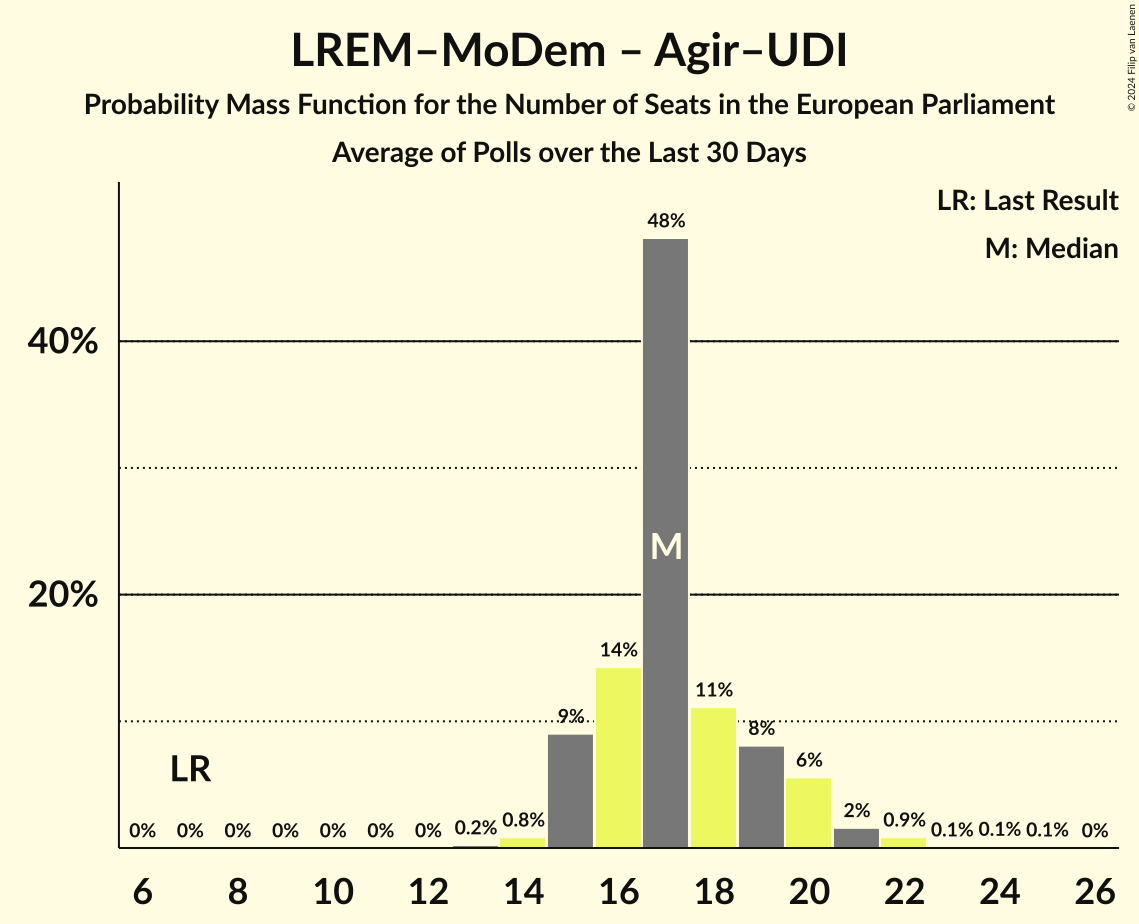 LREM–MoDem – Agir–UDI
Probability Mass Function for the Number of Seats in the European Parliament
Average of Polls over the Last 30 Days
© 2024 Filip van Laenen
LR: Last Result
M: Median
40%
20%
48%
M
14%
11%
9%
8%
6%
LR
2%
0% 0% 0% 0% 0% 0% 0% 0.2% 0.8% 0.9% 0.1% 0.1% 0.1% 0%
6 8 10 12 14 16 18 20 22 24 26